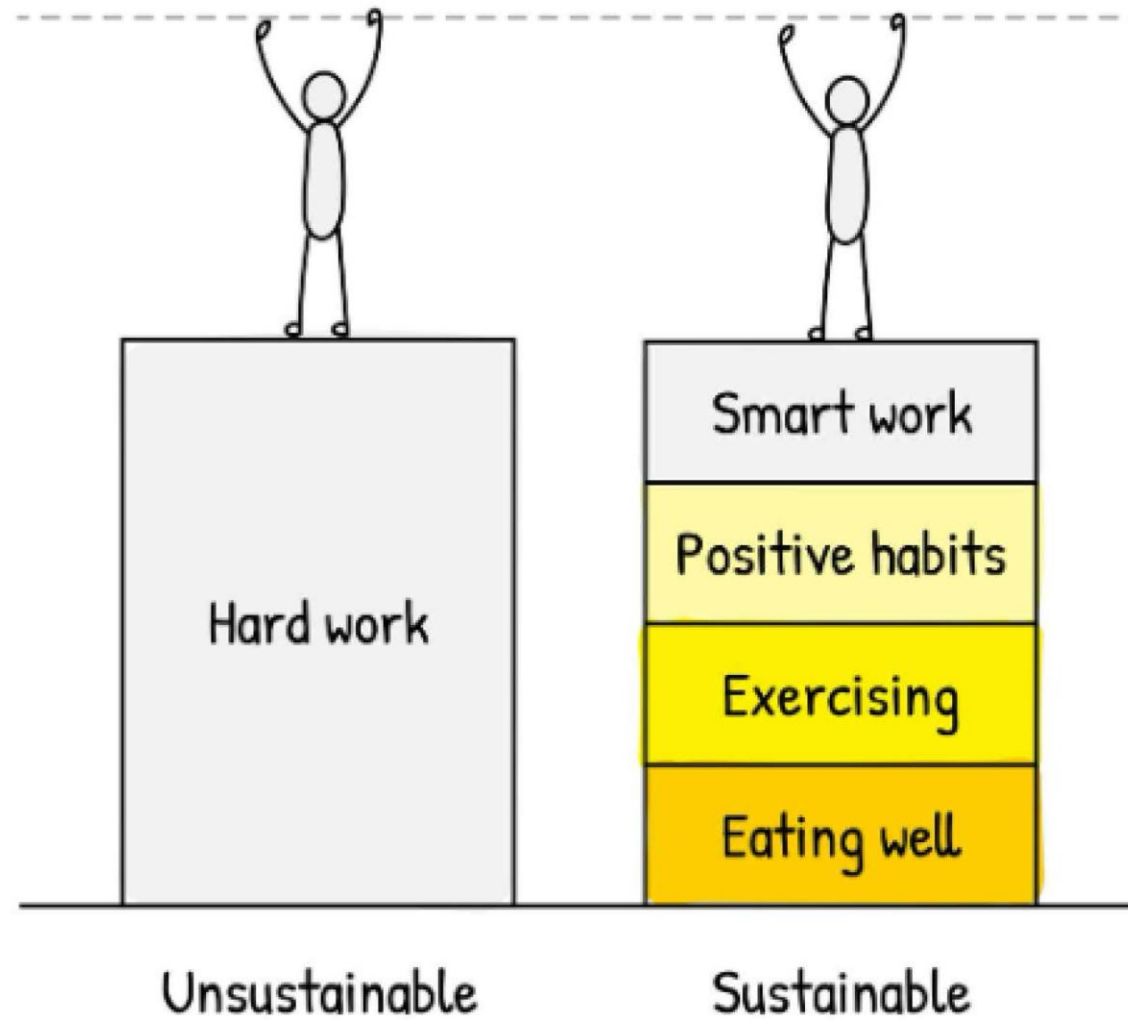 Hard work
Smart work
Positive habits
Exercising
Eating well
Unsustainable
Sustainable